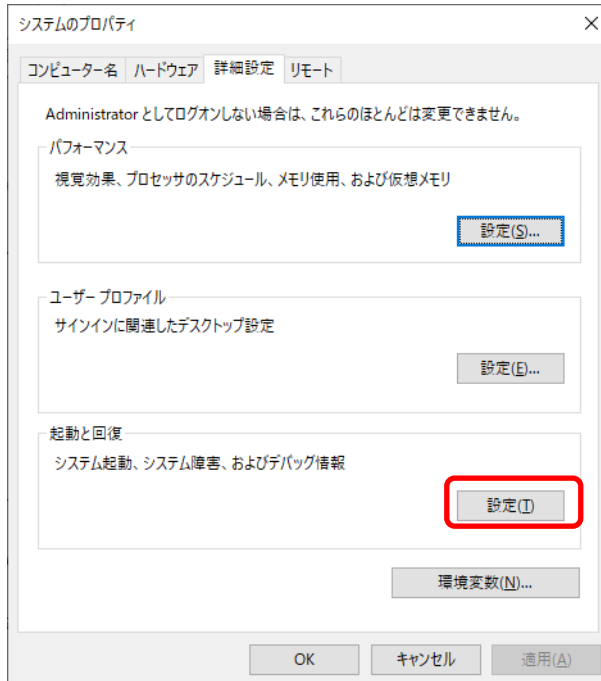 システムのプロパティ
コンピューター名 ハードウェア 詳細設定 リモート
Administrator としてログオンしない場合は、これらのほとんどは変更できません。
パフォーマンス
視覚効果、プロセッサのスケジュール、メモリ使用、および仮想メモリ
設定(S)...
ユーザー プロファイル
サインインに関連したデスクトップ設定
設定(E)...
起動と回復
システム起動、システム障害、およびデバッグ情報
設定(T)
環境変数(N)...
OK キャンセル 適用(A)